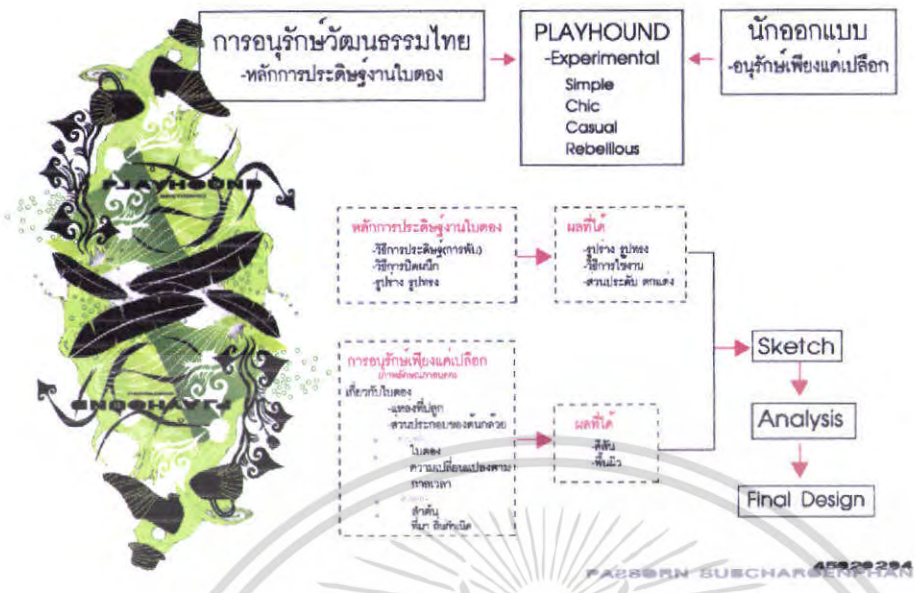 การอนุรักษ์วัฒนธรรมไทย
-หลักการประดิษฐ์งานใบตอง
PLAYHOUND
-Experimental
Simple
Chic
Casual
Rebellious
นักออกแบบ
-อนุรักษ์เพียงแค่เปลือก
PLAYHOUND
หลักการประดิษฐ์งานใบตอง
-วิธีการประดิษฐ์(การพับ)
-วิธีการปิดผนึก
-รูปร่าง รูปทรง
ผลที่ได้
-รูปร่าง รูปทรง
-วิธีการใช้งาน
-ส่วนประดับ ตกแต่ง
การอนุรักษ์เพียงแค่เปลือก
เกี่ยวกับใบตอง
-แหล่งที่ปลูก
-ส่วนประกอบของต้นกล้วย
ใบตอง
ความเปลี่ยนแปลงตาม
กาลเวลา
ลำต้น
ที่มา ถิ่นกำเนิด
ผลที่ได้
-สีสัน
-พื้นผิว
Sketch
Analysis
Final Design
PLAYHOUND
45626294
PASSORN SUBCHAROENPHAN